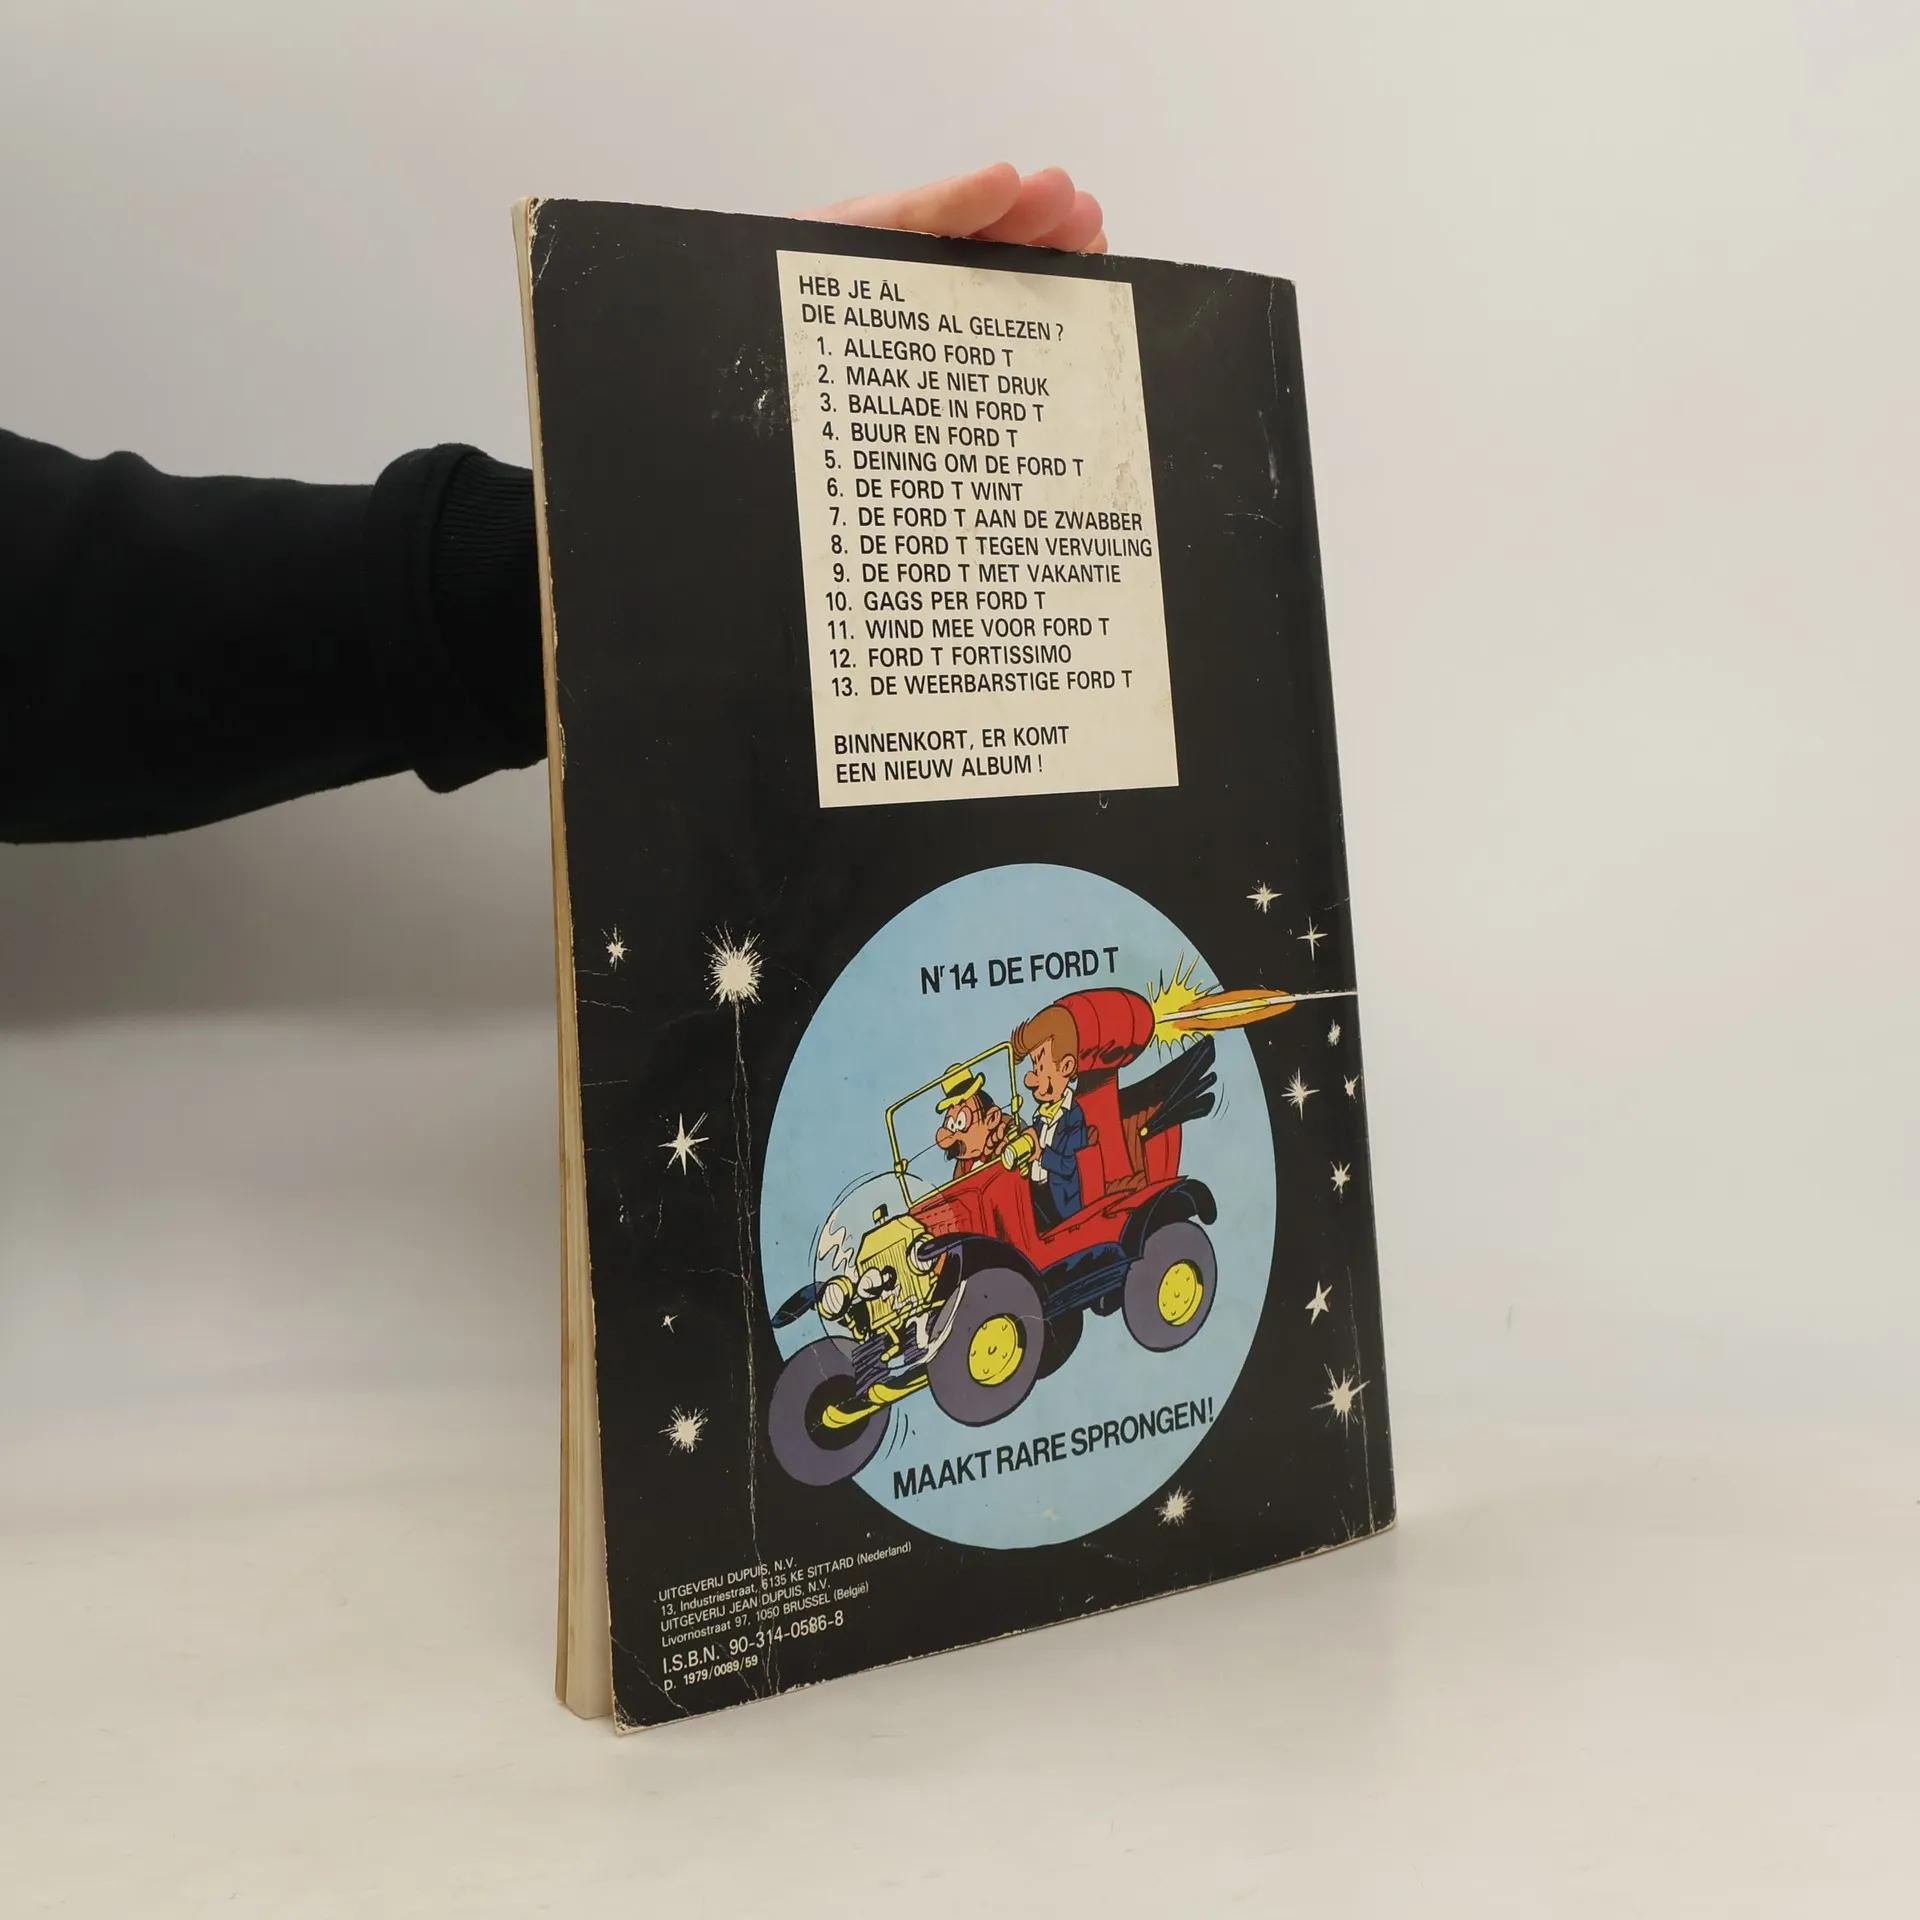 HEB JE ÀL
DIE ALBUMS AL GELEZEN ?
1. ALLEGRO FORD T
2. MAAK JE NIET DRUK
3. BALLADE IN FORD T
4. BUUR EN FORD T
5. DEINING OM DE FORD T
6. DE FORD T WINT
7. DE FORD T AAN DE ZWABBER
8. DE FORD T TEGEN VERVUILING
9. DE FORD T MET VAKANTIE
10. GAGS PER FORD T
11. WIND MEE VOOR FORD T
12. FORD T FORTISSIMO
13. DE WEERBARSTIGE FORD T
BINNENKORT, ER KOMT
EEN NIEUW ALBUM !
Nr 14 DE FORD T
MAAKT RARE SPRONGEN!
UITGEVERIJ DUPUIS, N.V.
13, Industriestraat, 6135 KE SITTARD (Nederland)
UITGEVERIJ JEAN DUPUIS, N.V.
Livornostraat 97, 1050 BRUSSEL (België)
I.S.B.N. 90-314-0586-8
D. 1979/0089/59